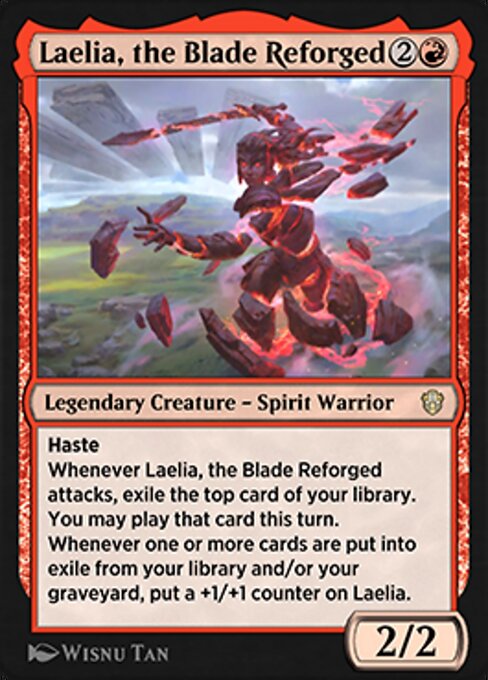 Laelia, the Blade Reforged 2
Legendary Creature – Spirit Warrior
Haste
Whenever Laelia, the Blade Reforged
attacks, exile the top card of your library.
You may play that card this turn.
Whenever one or more cards are put into
exile from your library and/or your
graveyard, put a +1/+1 counter on Laelia.
2/2
Wisnu Tan